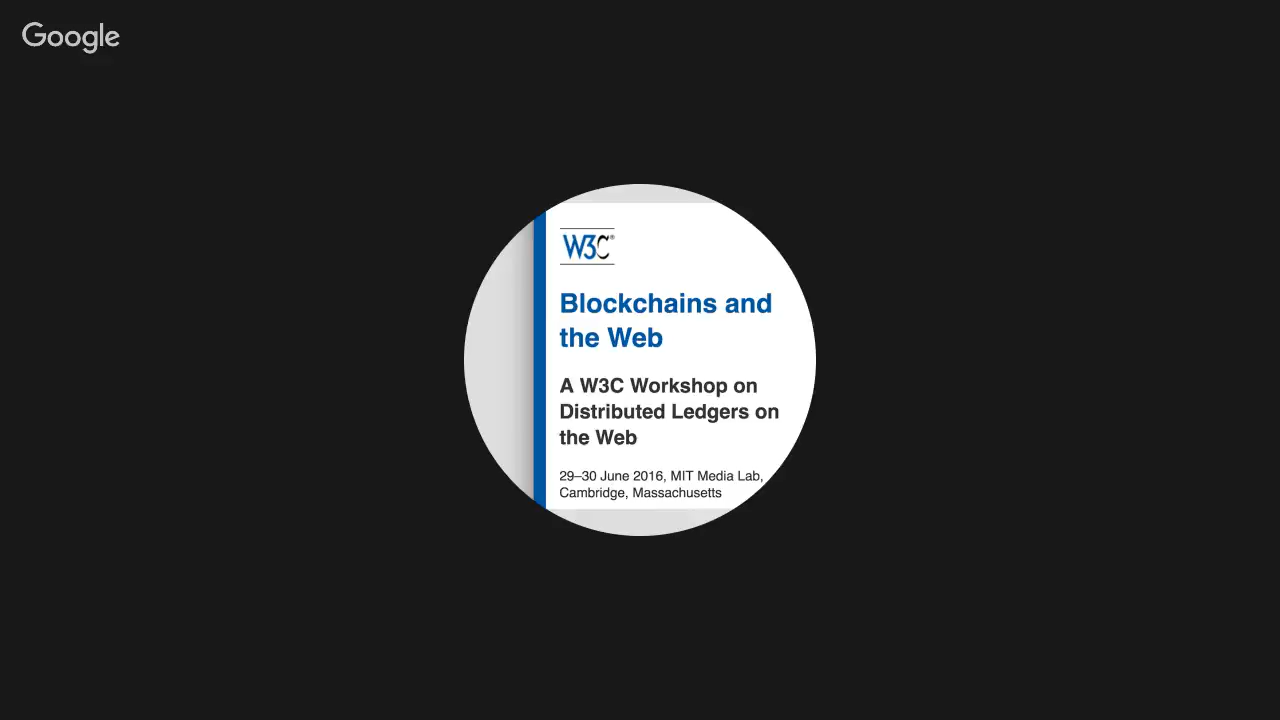 Google
W3C®
Blockchains and
the Web
A W3C Workshop on
Distributed Ledgers on
the Web
29–30 June 2016, MIT Media Lab,
Cambridge, Massachusetts